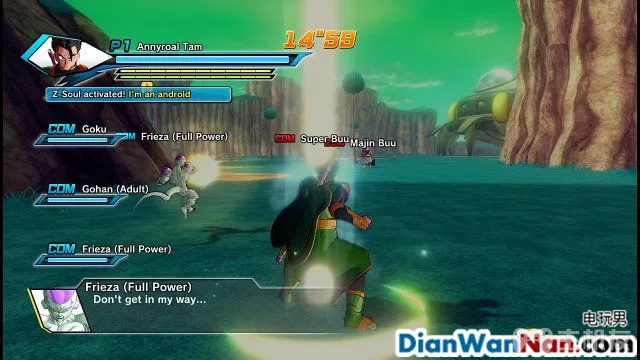 P1 Annyroal Tam
14"59
Z-Soul activated! I'm an android
COM Goku
COM Frieza (Full Power)
COM Super Buu
COM Majin Buu
COM Gohan (Adult)
COM Frieza (Full Power)
Frieza (Full Power)
Don't get in my way...
电玩男
DianWanNan.com